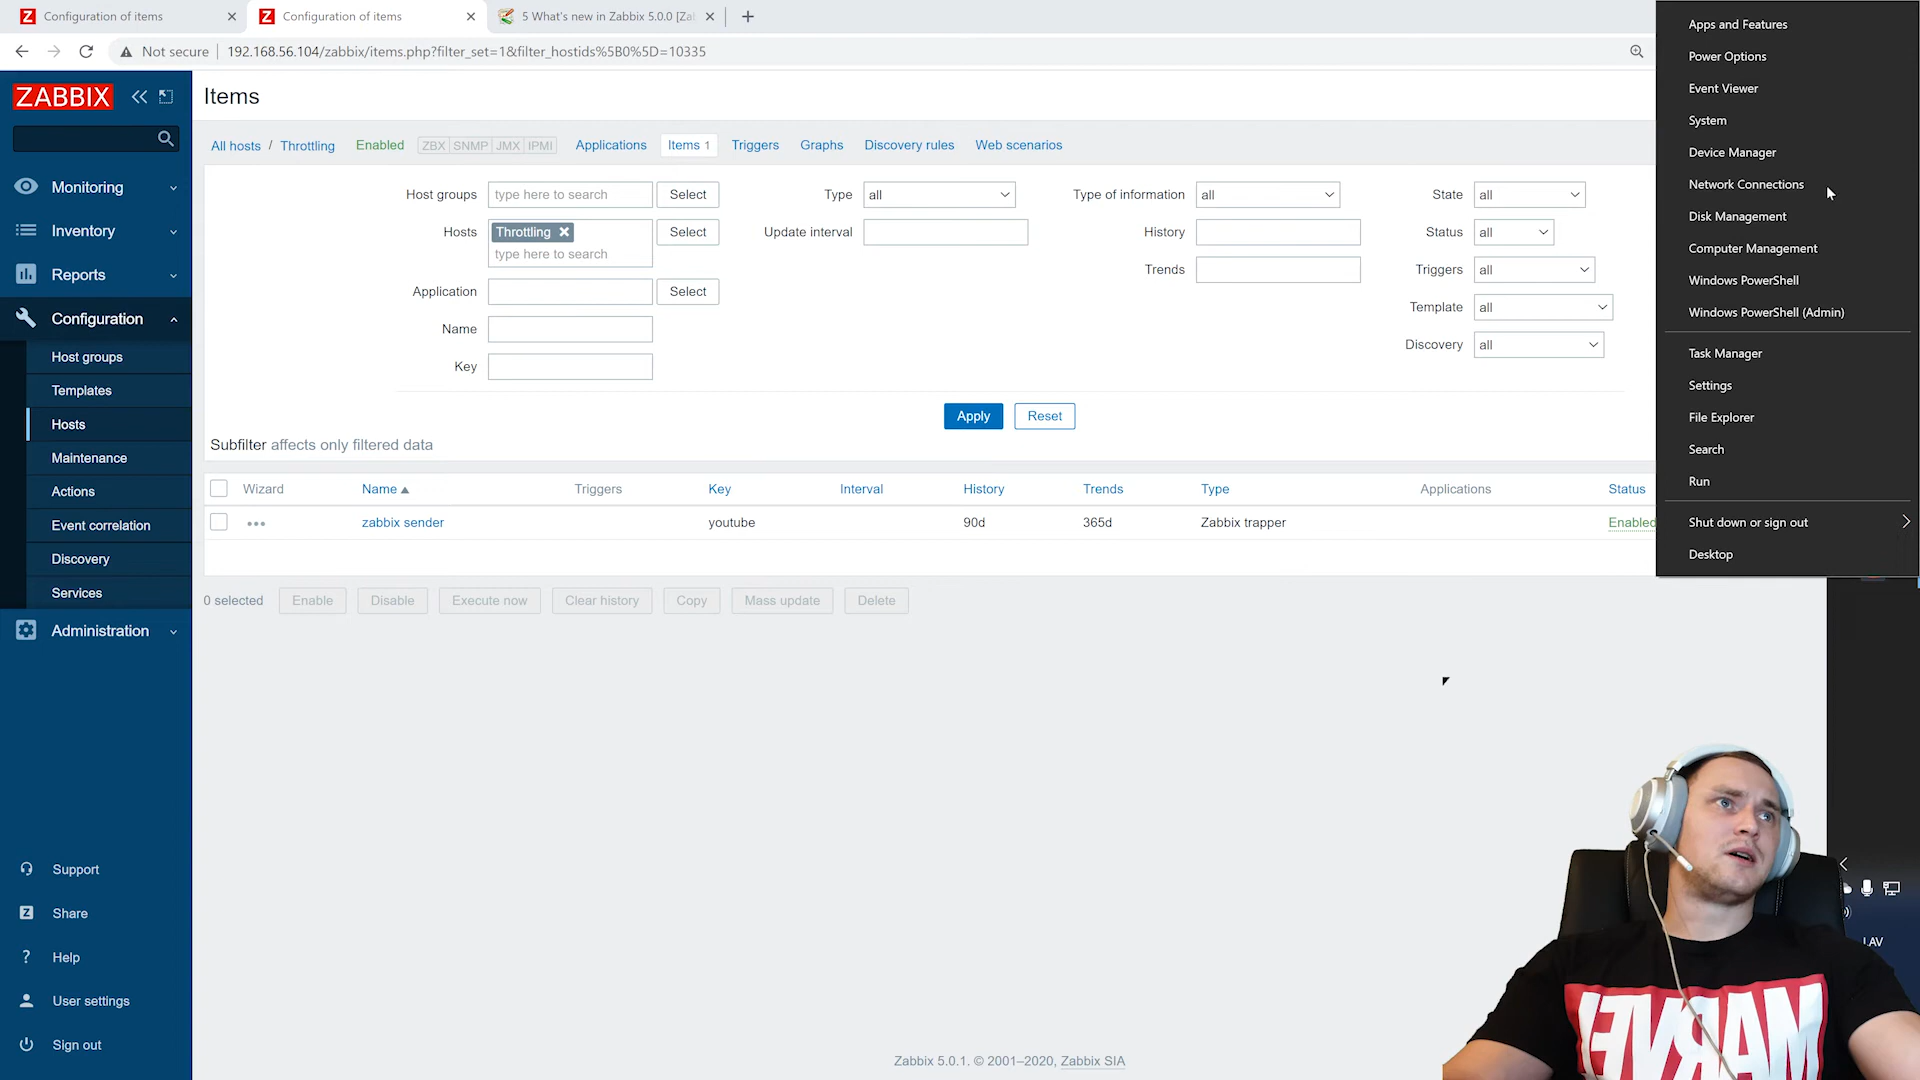 Configuration of items
Configuration of items
5 What's new in Zabbix 5.0.0 [Za
Not secure
192.168.56.104/zabbix/items.php?filter_set=1&filter_hostids%5B0%5D=10335
ZABBIX
Monitoring
Inventory
Reports
Configuration
Host groups
Templates
Hosts
Maintenance
Actions
Event correlation
Discovery
Services
Administration
Support
Share
Help
User settings
Sign out
Items
All hosts / Throttling Enabled ZBX SNMP JMX IPMI Applications Items 1 Triggers Graphs Discovery rules Web scenarios
Host groups type here to search Select
Hosts Throttling Select
type here to search
Application Select
Name
Key
Type all
Update interval
Type of information all
History
Trends
State all
Status all
Triggers all
Template all
Discovery all
Apply Reset
Subfilter affects only filtered data
Wizard Name Triggers Key Interval History Trends Type Applications Status
zabbix sender youtube 90d 365d Zabbix trapper Enabled
0 selected Enable Disable Execute now Clear history Copy Mass update Delete
Zabbix 5.0.1. © 2001–2020, Zabbix SIA
Apps and Features
Power Options
Event Viewer
System
Device Manager
Network Connections
Disk Management
Computer Management
Windows PowerShell
Windows PowerShell (Admin)
Task Manager
Settings
File Explorer
Search
Run
Shut down or sign out
Desktop
LAV
MARVEL